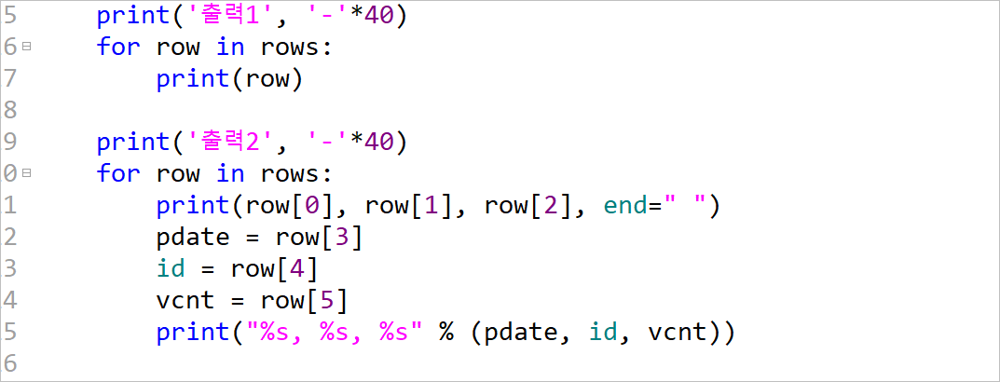 5 print('출력1', '-'*40)
6 for row in rows:
7 print(row)
8
9 print('출력2', '-'*40)
0 for row in rows:
1 print(row[0], row[1], row[2], end=" ")
2 pdate = row[3]
3 id = row[4]
4 vcnt = row[5]
5 print("%s, %s, %s" % (pdate, id, vcnt))
6